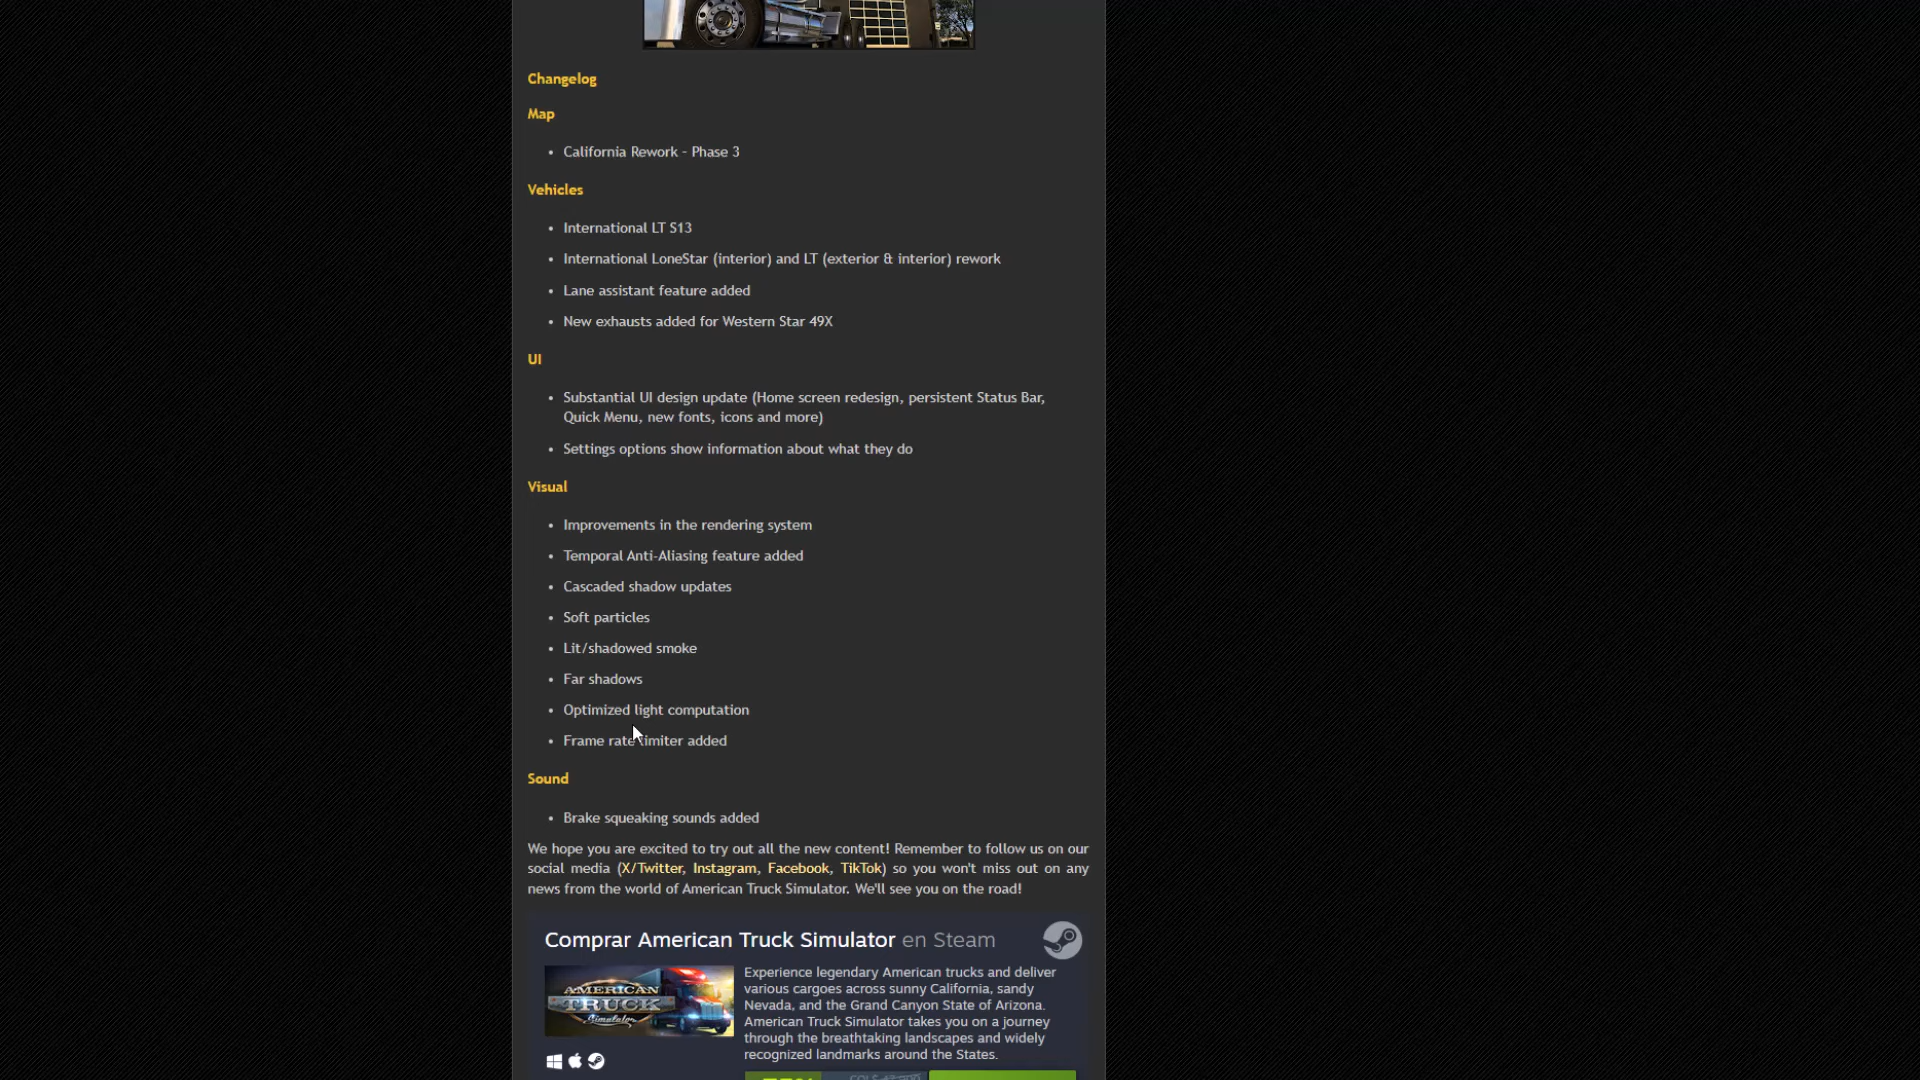 Changelog
Map
• California Rework - Phase 3
Vehicles
• International LT S13
• International LoneStar (interior) and LT (exterior & interior) rework
• Lane assistant feature added
• New exhausts added for Western Star 49X
UI
• Substantial UI design update (Home screen redesign, persistent Status Bar,
Quick Menu, new fonts, icons and more)
• Settings options show information about what they do
Visual
• Improvements in the rendering system
• Temporal Anti-Aliasing feature added
• Cascaded shadow updates
• Soft particles
• Lit/shadowed smoke
• Far shadows
• Optimized light computation
• Frame rate limiter added
Sound
• Brake squeaking sounds added
We hope you are excited to try out all the new content! Remember to follow us on our
social media (X/Twitter, Instagram, Facebook, TikTok) so you won't miss out on any
news from the world of American Truck Simulator. We'll see you on the road!
Comprar American Truck Simulator en Steam
AMERICAN
TRUCK
Simulator
Experience legendary American trucks and deliver
various cargoes across sunny California, sandy
Nevada, and the Grand Canyon State of Arizona.
American Truck Simulator takes you on a journey
through the breathtaking landscapes and widely
recognized landmarks around the States.